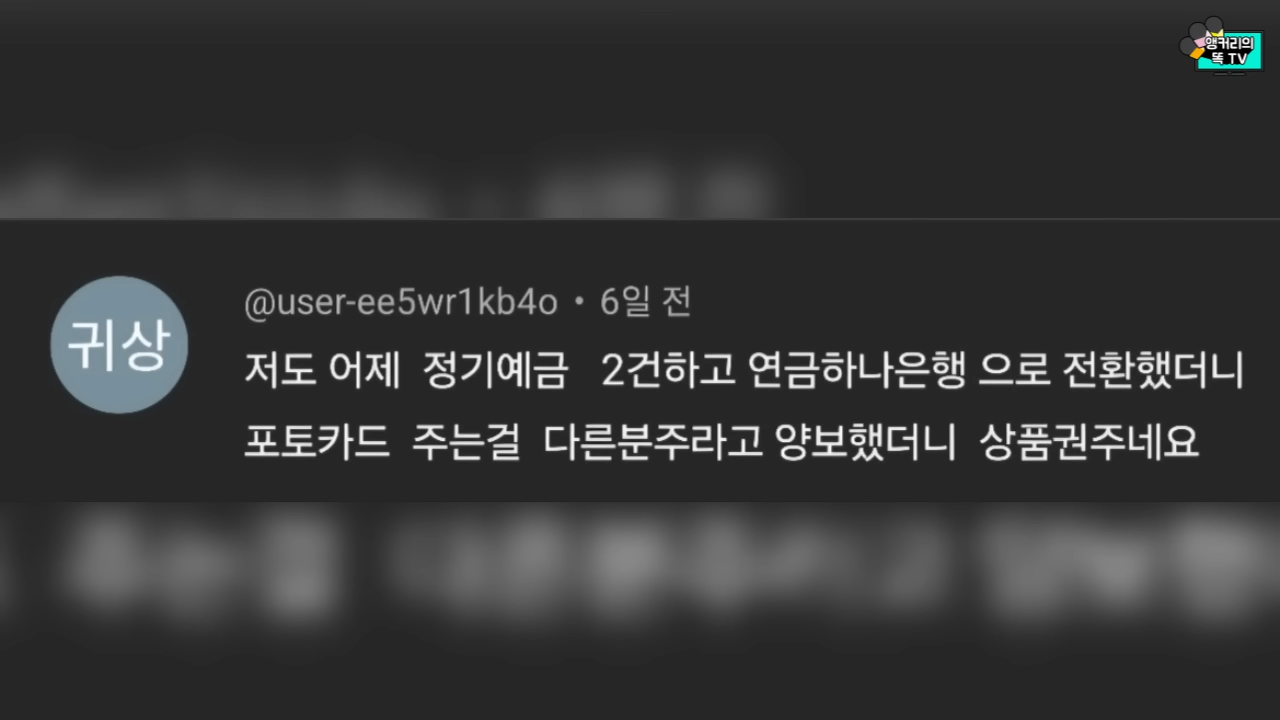 앵커리의
똑 TV
귀상
@user-ee5wr1kb4o • 6일 전
저도 어제 정기예금 2건하고 연금하나은행 으로 전환했더니
포토카드 주는걸 다른분주라고 양보했더니 상품권주네요